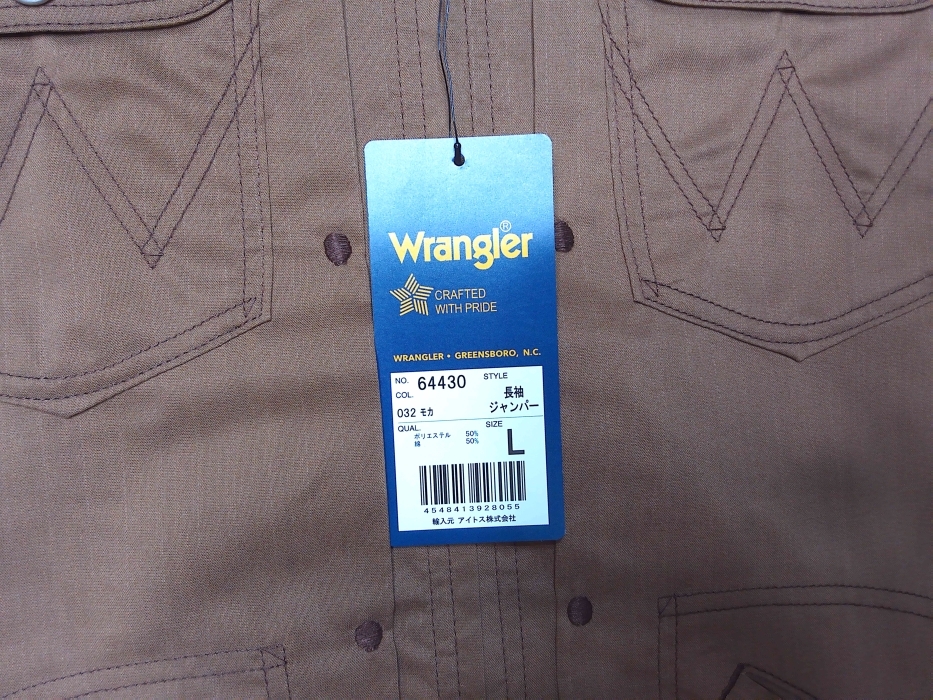 Wrangler®
CRAFTED
WITH PRIDE
WRANGLER • GREENSBORO, N.C.
NO. 64430 STYLE
COL. 長袖
032 モカ ジャンパー
QUAL. SIZE
ポリエステル 50%
綿 50%
L
4548413928055
輸入元 アイトス株式会社